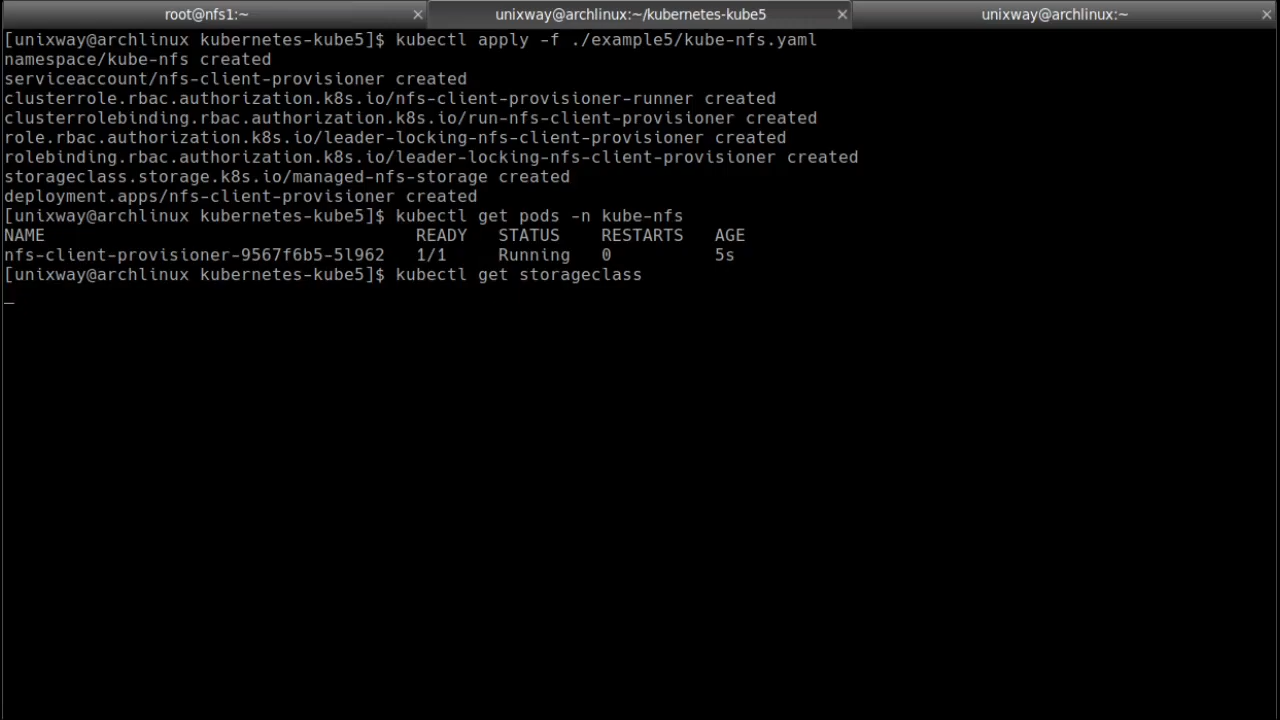 root@nfs1:~ × unixway@archlinux:~/kubernetes-kube5 × unixway@archlinux:~ ×
[unixway@archlinux kubernetes-kube5]$ kubectl apply -f ./example5/kube-nfs.yaml
namespace/kube-nfs created
serviceaccount/nfs-client-provisioner created
clusterrole.rbac.authorization.k8s.io/nfs-client-provisioner-runner created
clusterrolebinding.rbac.authorization.k8s.io/run-nfs-client-provisioner created
role.rbac.authorization.k8s.io/leader-locking-nfs-client-provisioner created
rolebinding.rbac.authorization.k8s.io/leader-locking-nfs-client-provisioner created
storageclass.storage.k8s.io/managed-nfs-storage created
deployment.apps/nfs-client-provisioner created
[unixway@archlinux kubernetes-kube5]$ kubectl get pods -n kube-nfs
NAME READY STATUS RESTARTS AGE
nfs-client-provisioner-9567f6b5-5l962 1/1 Running 0 5s
[unixway@archlinux kubernetes-kube5]$ kubectl get storageclass